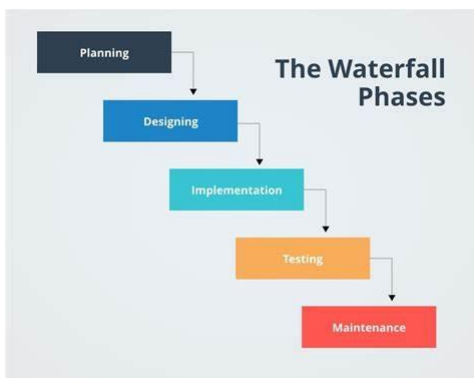 Planning
The Waterfall
Phases
Designing
Implementation
Testing
Maintenance